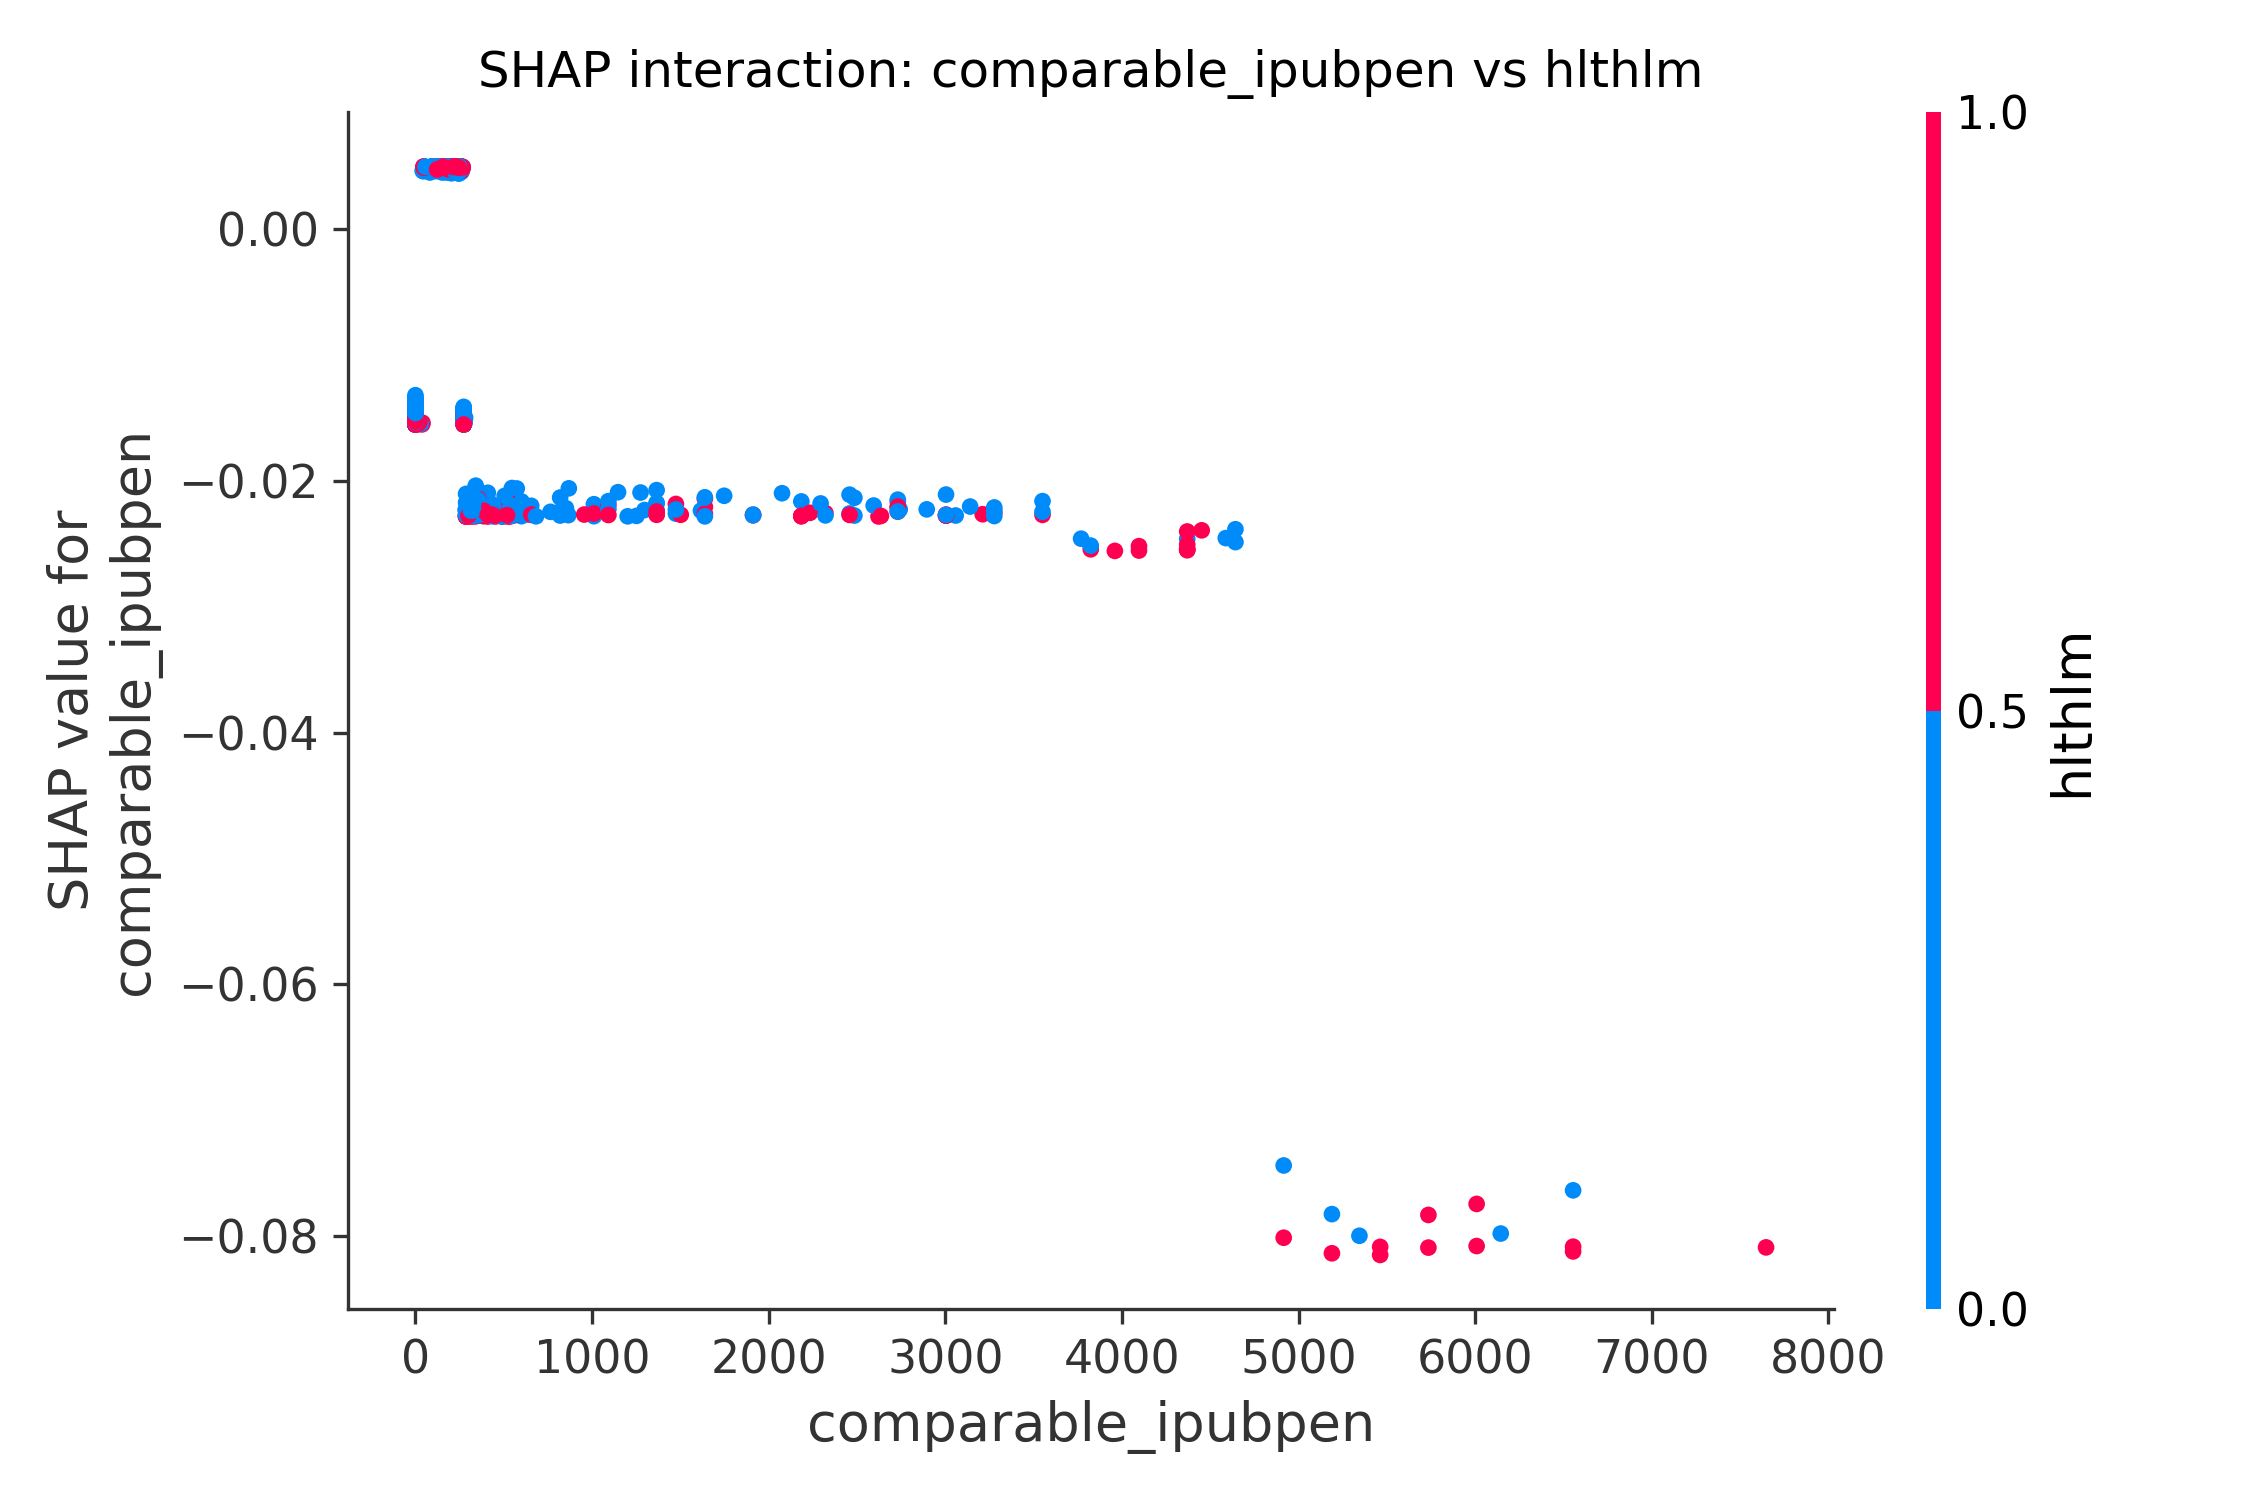 SHAP interaction: comparable_ipubpen vs hlthlm
SHAP value for
comparable_ipubpen
0.00
−0.02
−0.04
−0.06
−0.08
0 1000 2000 3000 4000 5000 6000 7000 8000
comparable_ipubpen
1.0
0.5
0.0
hlthlm